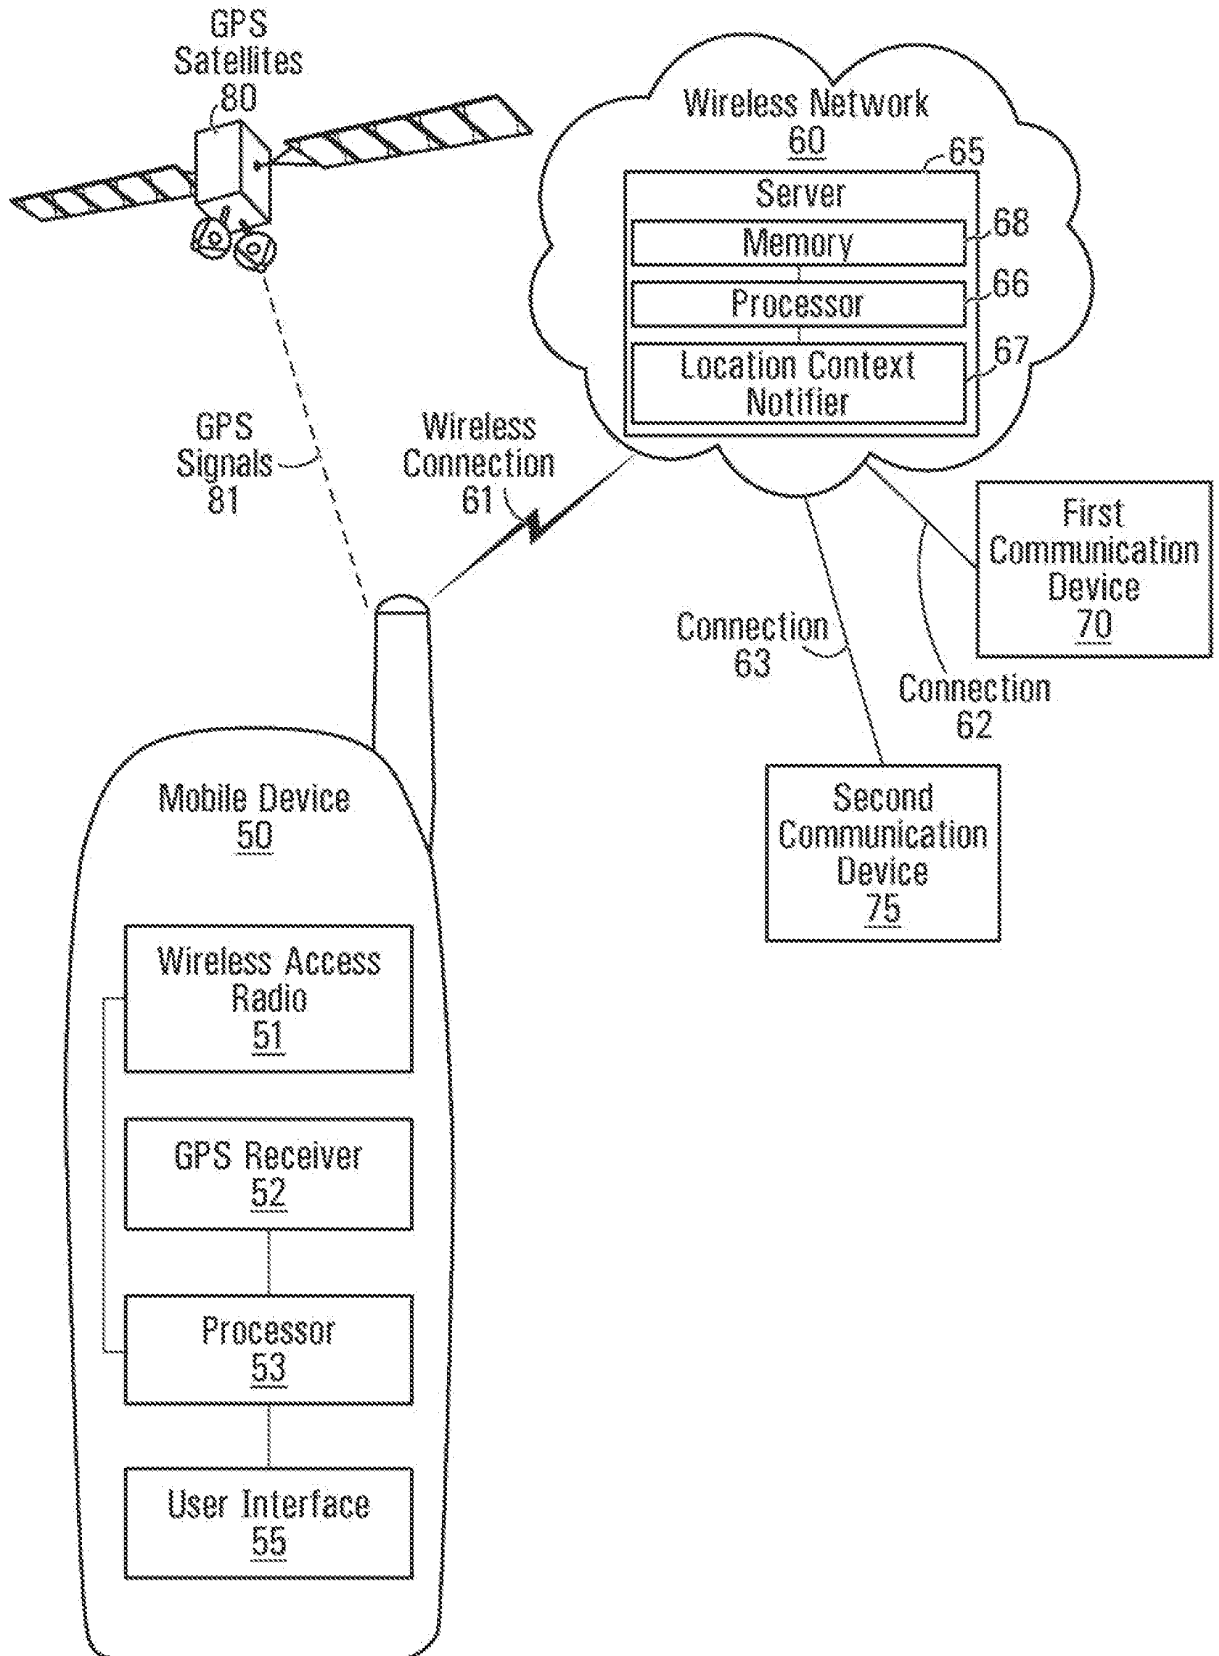 GPS
Satellites
80
Wireless Network
60
65
Server
Memory
68
Processor
66
Location Context
Notifier
67
GPS
Signals
81
Wireless
Connection
61
First
Communication
Device
70
Connection
63
Connection
62
Second
Communication
Device
75
Mobile Device
50
Wireless Access
Radio
51
GPS Receiver
52
Processor
53
User Interface
55